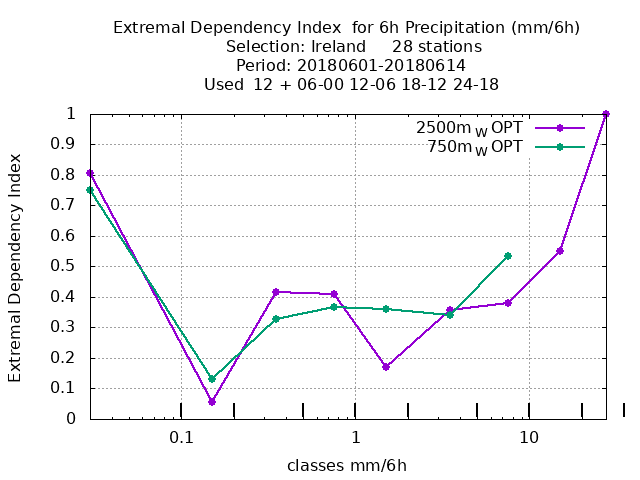 Extremal Dependency Index  for 6h Precipitation (mm/6h)
Selection: Ireland     28 stations
Period: 20180601-20180614
Used  12 + 06-00 12-06 18-12 24-18
2500m W OPT
750m W OPT
1
0.9
0.8
0.7
0.6
0.5
0.4
0.3
0.2
0.1
0
Extremal Dependency Index
0.1
1
10
classes mm/6h